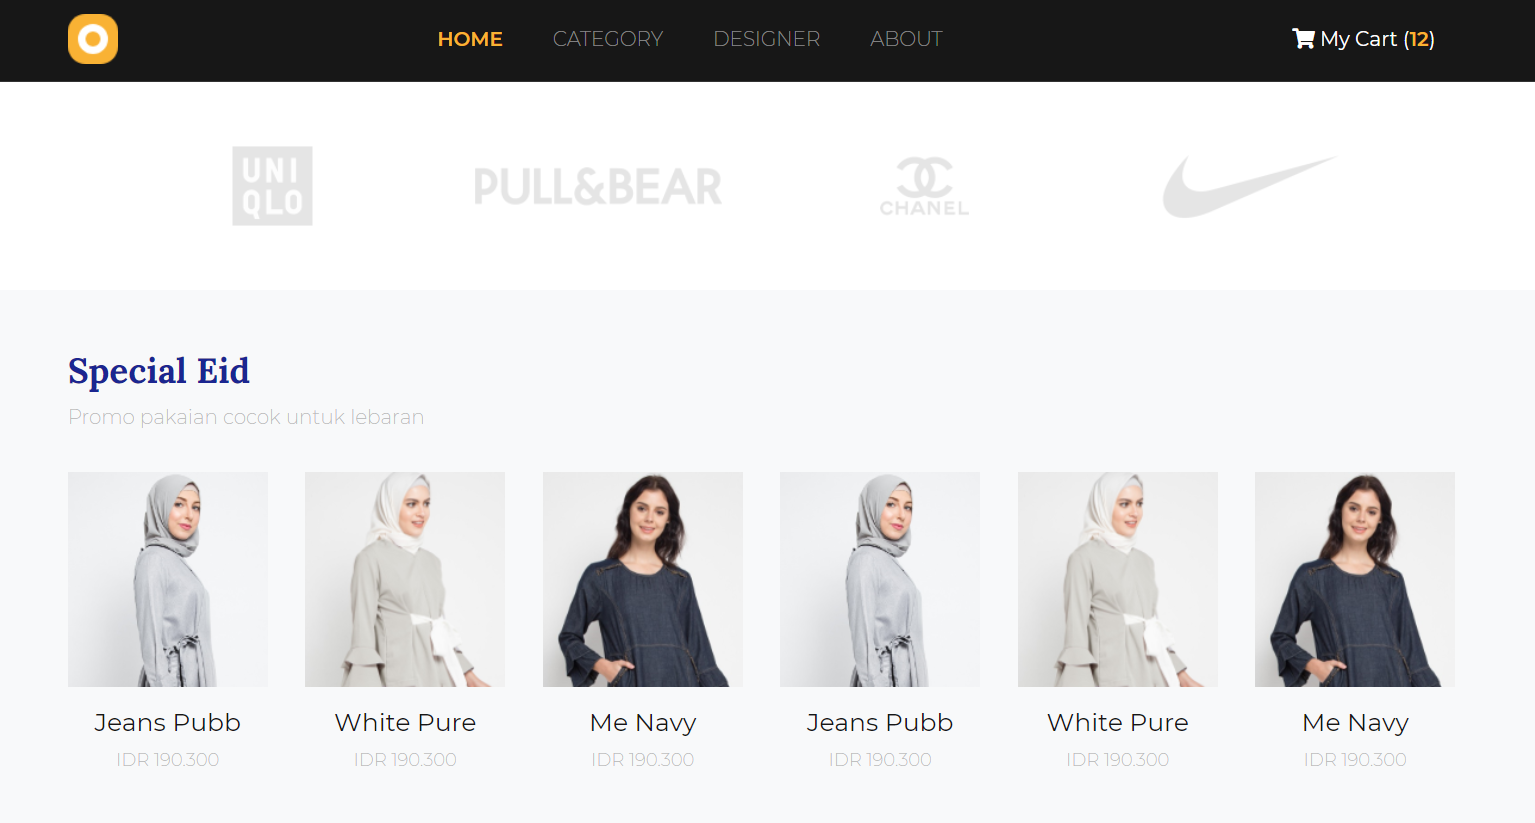 HOME CATEGORY DESIGNER ABOUT My Cart (12)
UNI
QLO
PULL&BEAR
CHANEL
Special Eid
Promo pakaian cocok untuk lebaran
Jeans Pubb White Pure Me Navy Jeans Pubb White Pure Me Navy
IDR 190.300 IDR 190.300 IDR 190.300 IDR 190.300 IDR 190.300 IDR 190.300